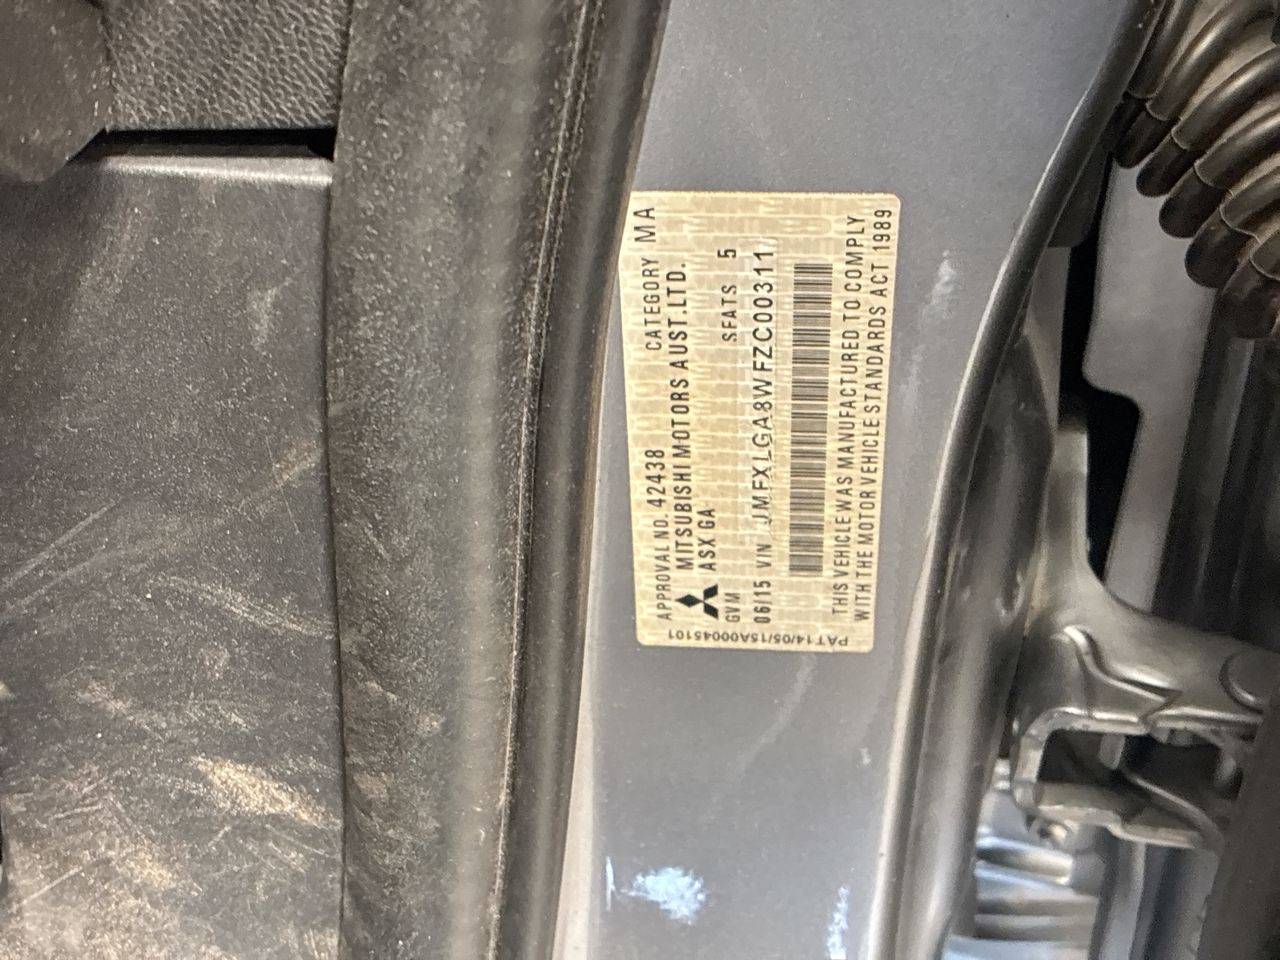 APPROVAL NO. 42438 CATEGORY MA
MITSUBISHI MOTORS AUST.LTD.
ASX GA
GVM SEATS 5
06/15 VIN JMFXLGA8WFZC00311
THIS VEHICLE WAS MANUFACTURED TO COMPLY
WITH THE MOTOR VEHICLE STANDARDS ACT 1989
PAT14/05/15A00045101